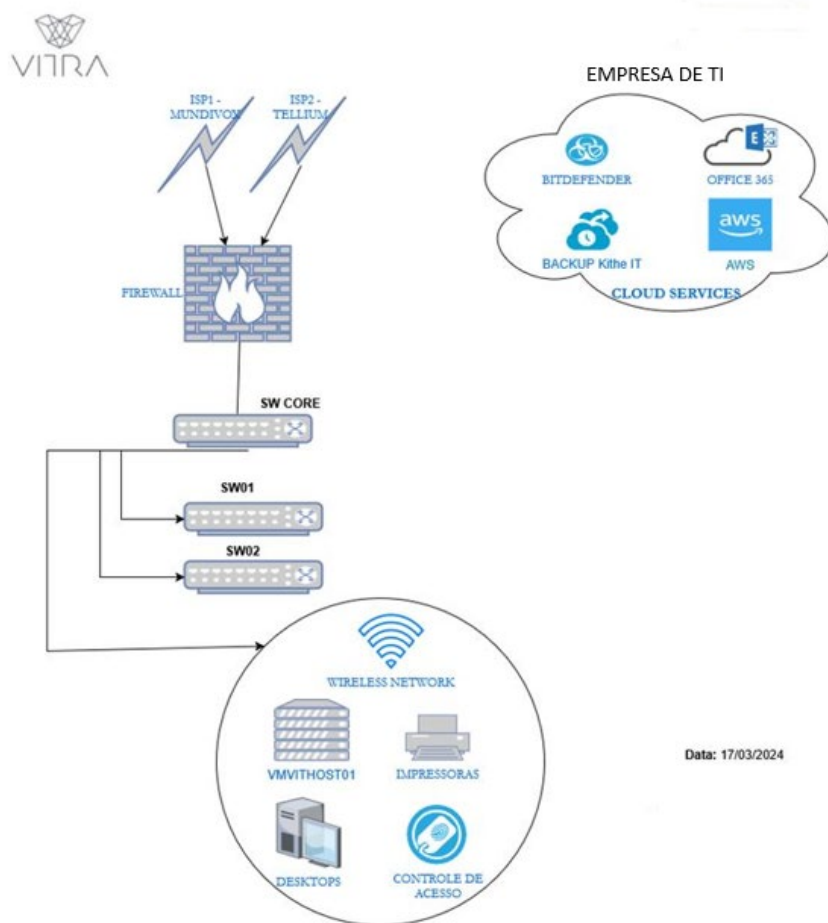 VITRA
EMPRESA DE TI
ISP1 -
MUNDIVOX
ISP2 -
TELLIUM
BITDEFENDER
OFFICE 365
E
aws
BACKUP Kithe IT
AWS
CLOUD SERVICES
FIREWALL
SW CORE
SW01
SW02
WIRELESS NETWORK
VMVITHOST01
IMPRESSORAS
Data: 17/03/2024
DESKTOPS
CONTROLE DE
ACESSO